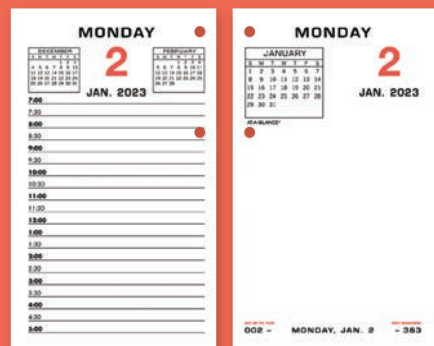 MONDAY
DECEMBER
2
FEBRUARY
JAN. 2023
7:00
7:30
8:00
8:30
9:00
9:30
10:00
10:30
11:00
11:30
12:00
1:00
1:30
2:00
2:30
3:00
3:30
4:00
4:30
5:00
MONDAY
JANUARY
S M T W T F S
1 2 3 4 5 6 7
8 9 10 11 12 13 14
15 16 17 18 19 20 21
22 23 24 25 26 27 28
29 30 31
2
JAN. 2023
AT-A-GLANCE®
002 – MONDAY, JAN. 2 – 363